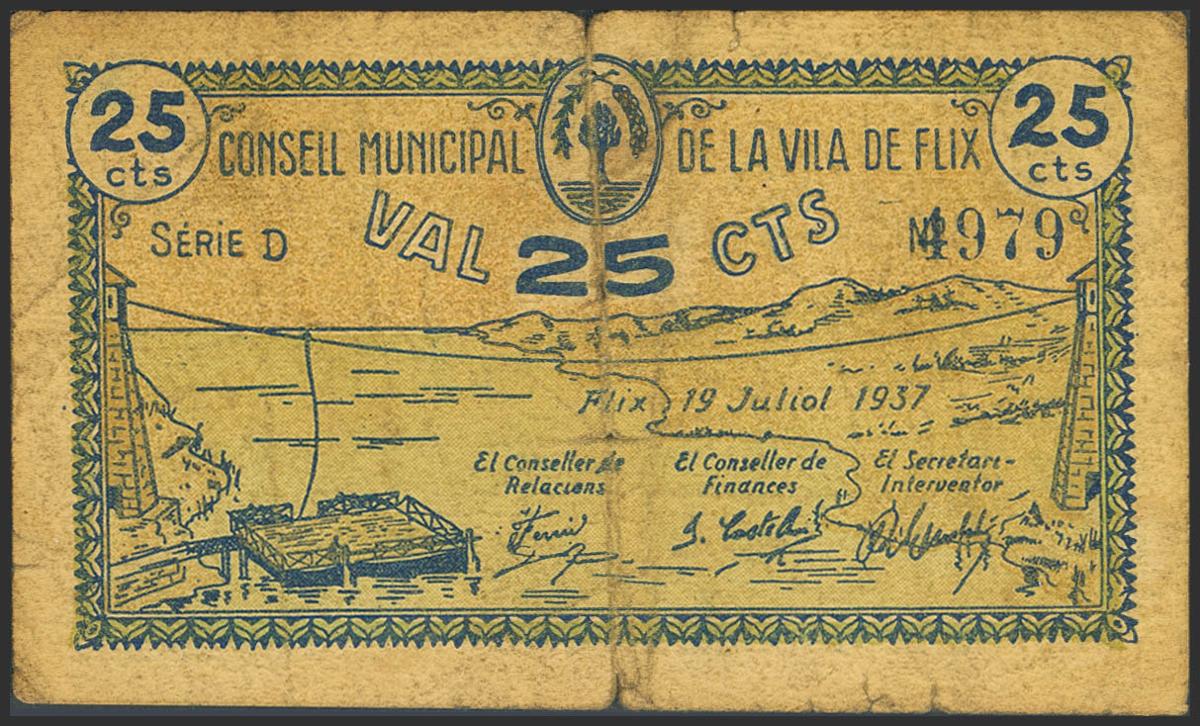 25 cts
25 cts
CONSELL MUNICIPAL DE LA VILA DE FLIX
SÈRIE D
VAL 25 CTS
4979
Flix, 19 Juliol 1937
El Conseller de Relacions
El Conseller de Finances
El Secretari-Interventor